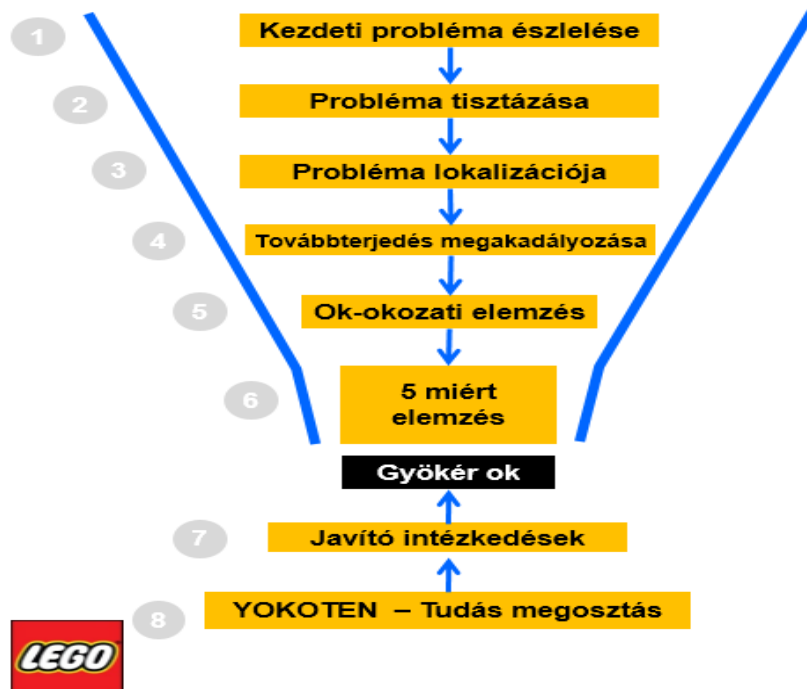 1 Kezdeti probléma észlelése
2 Probléma tisztázása
3 Probléma lokalizációja
4 Továbbterjedés megakadályozása
5 Ok-okozati elemzés
6 5 miért
elemzés
Gyökér ok
7 Javító intézkedések
8 YOKOTEN – Tudás megosztás
LEGO